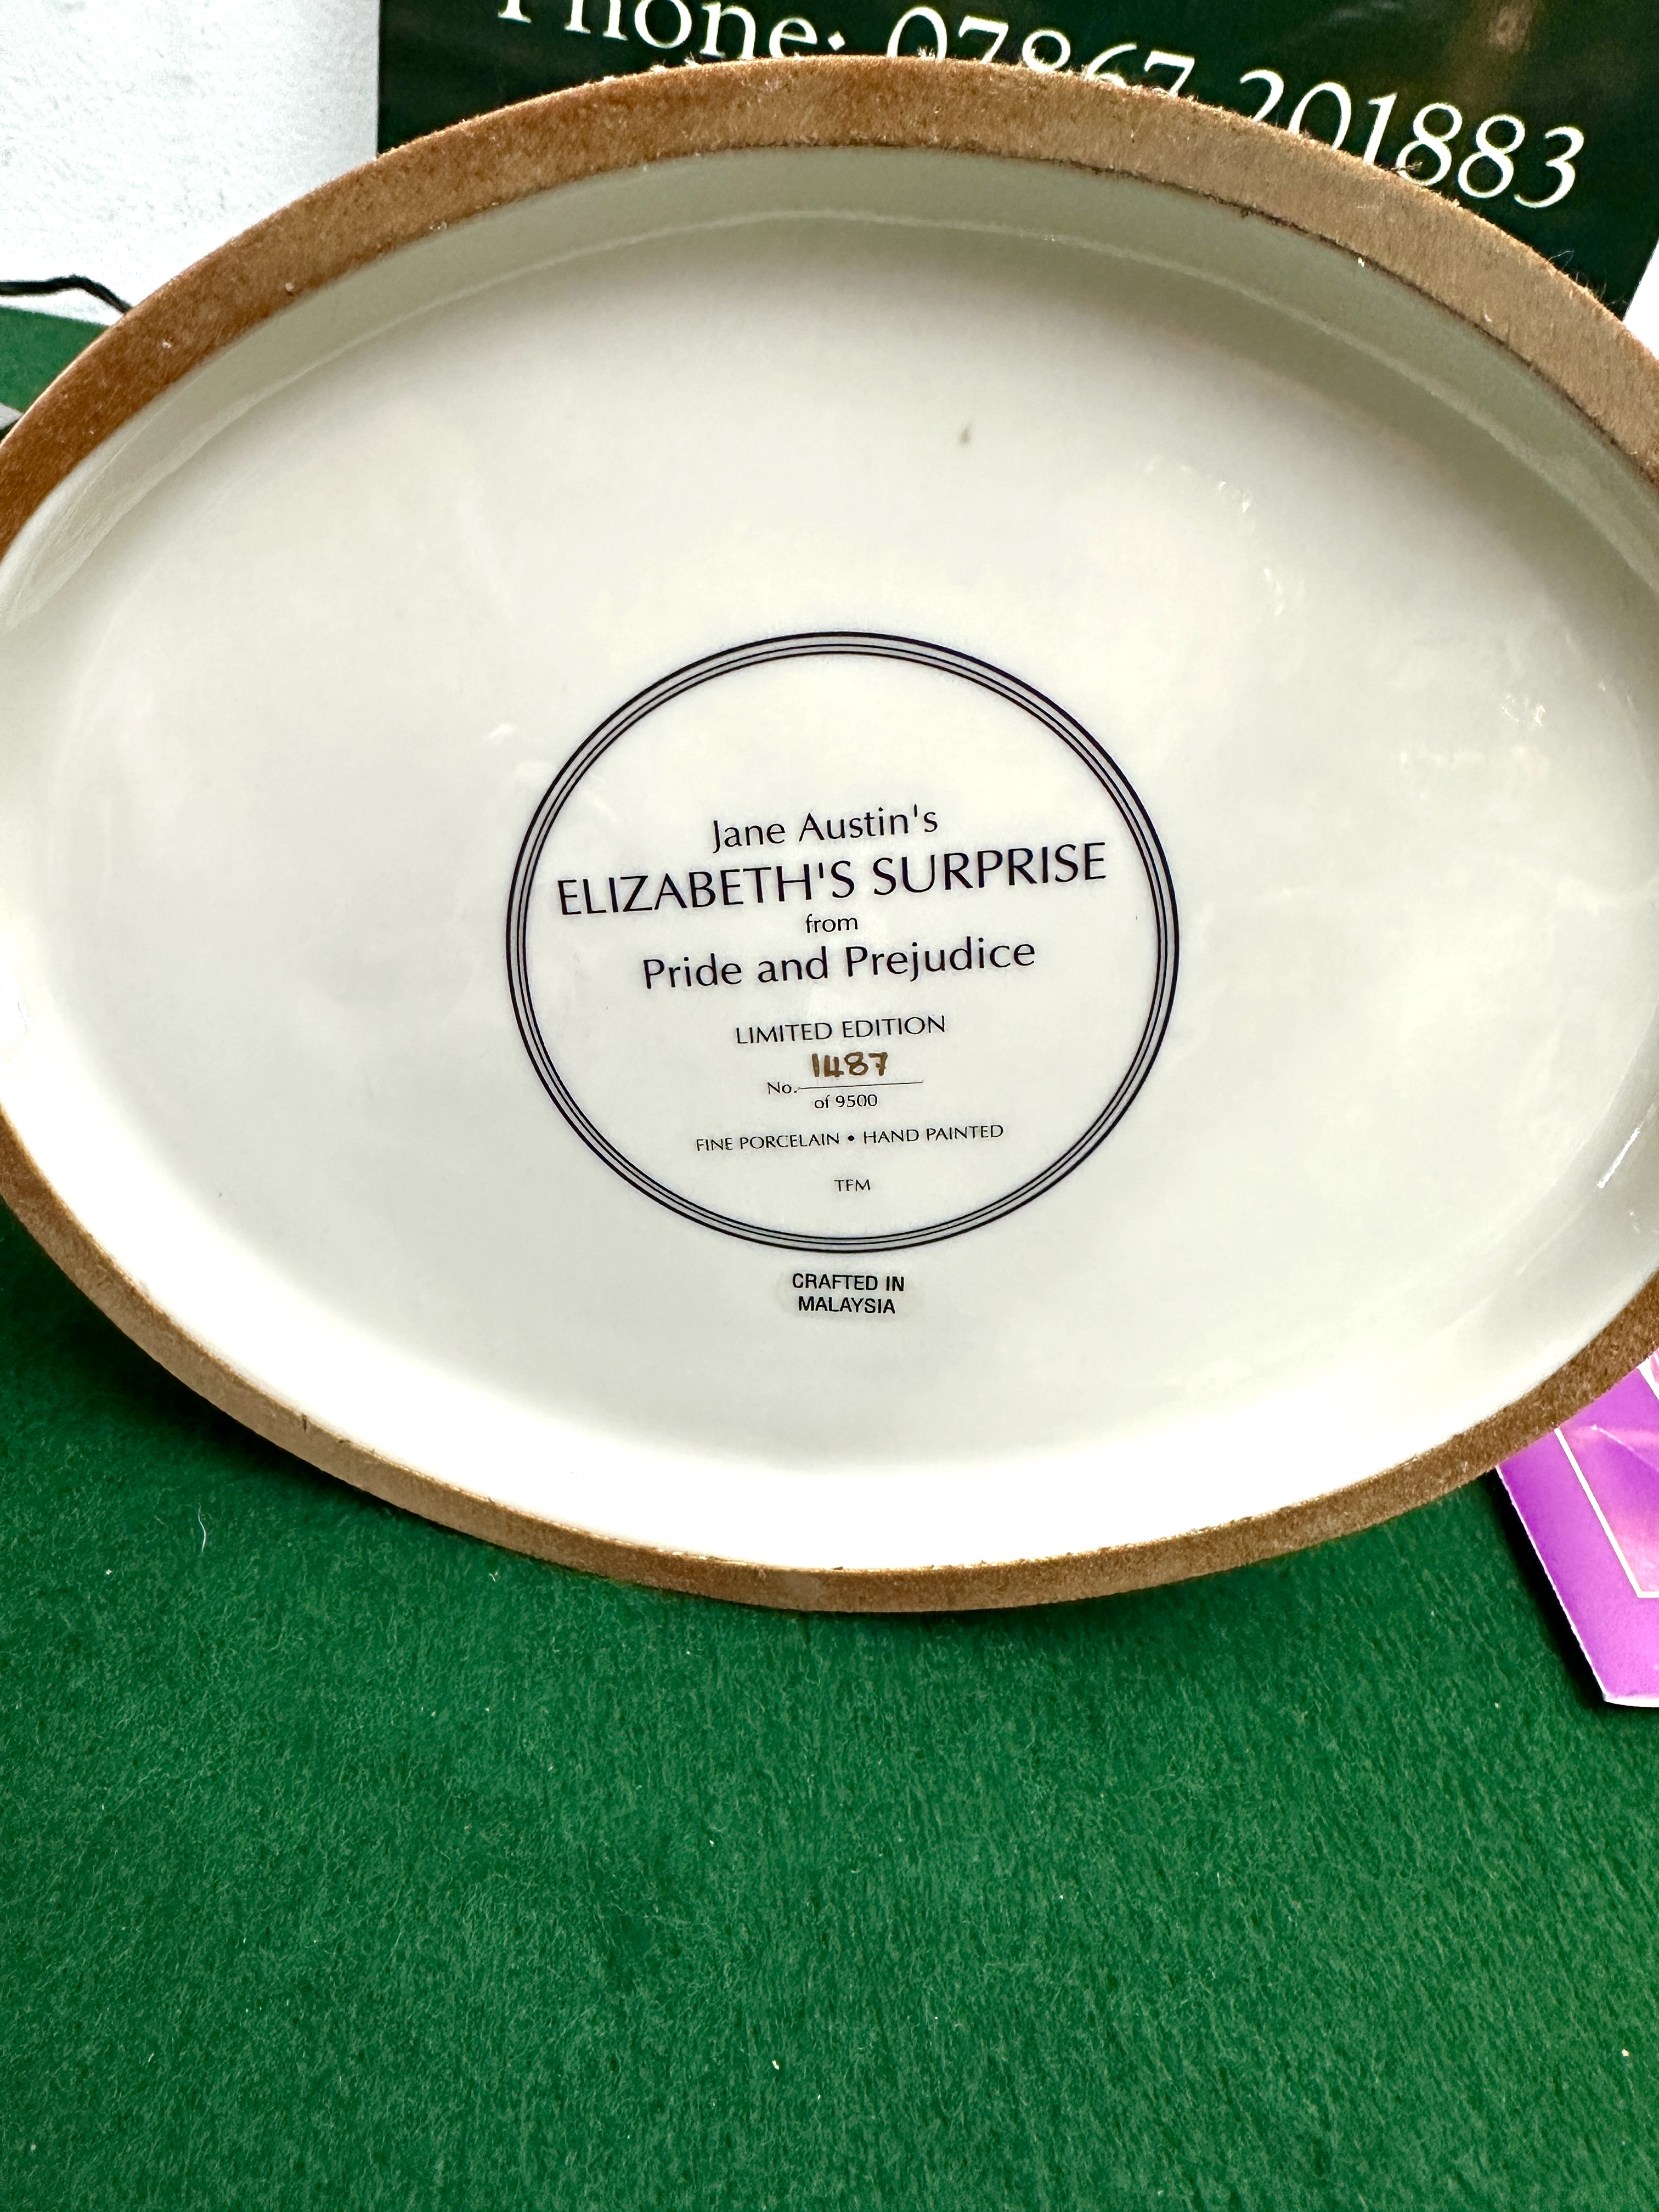 Phone: 07867 201883
Jane Austin's
ELIZABETH'S SURPRISE
from
Pride and Prejudice
LIMITED EDITION
No. 1487
of 9500
FINE PORCELAIN • HAND PAINTED
TFM
CRAFTED IN
MALAYSIA